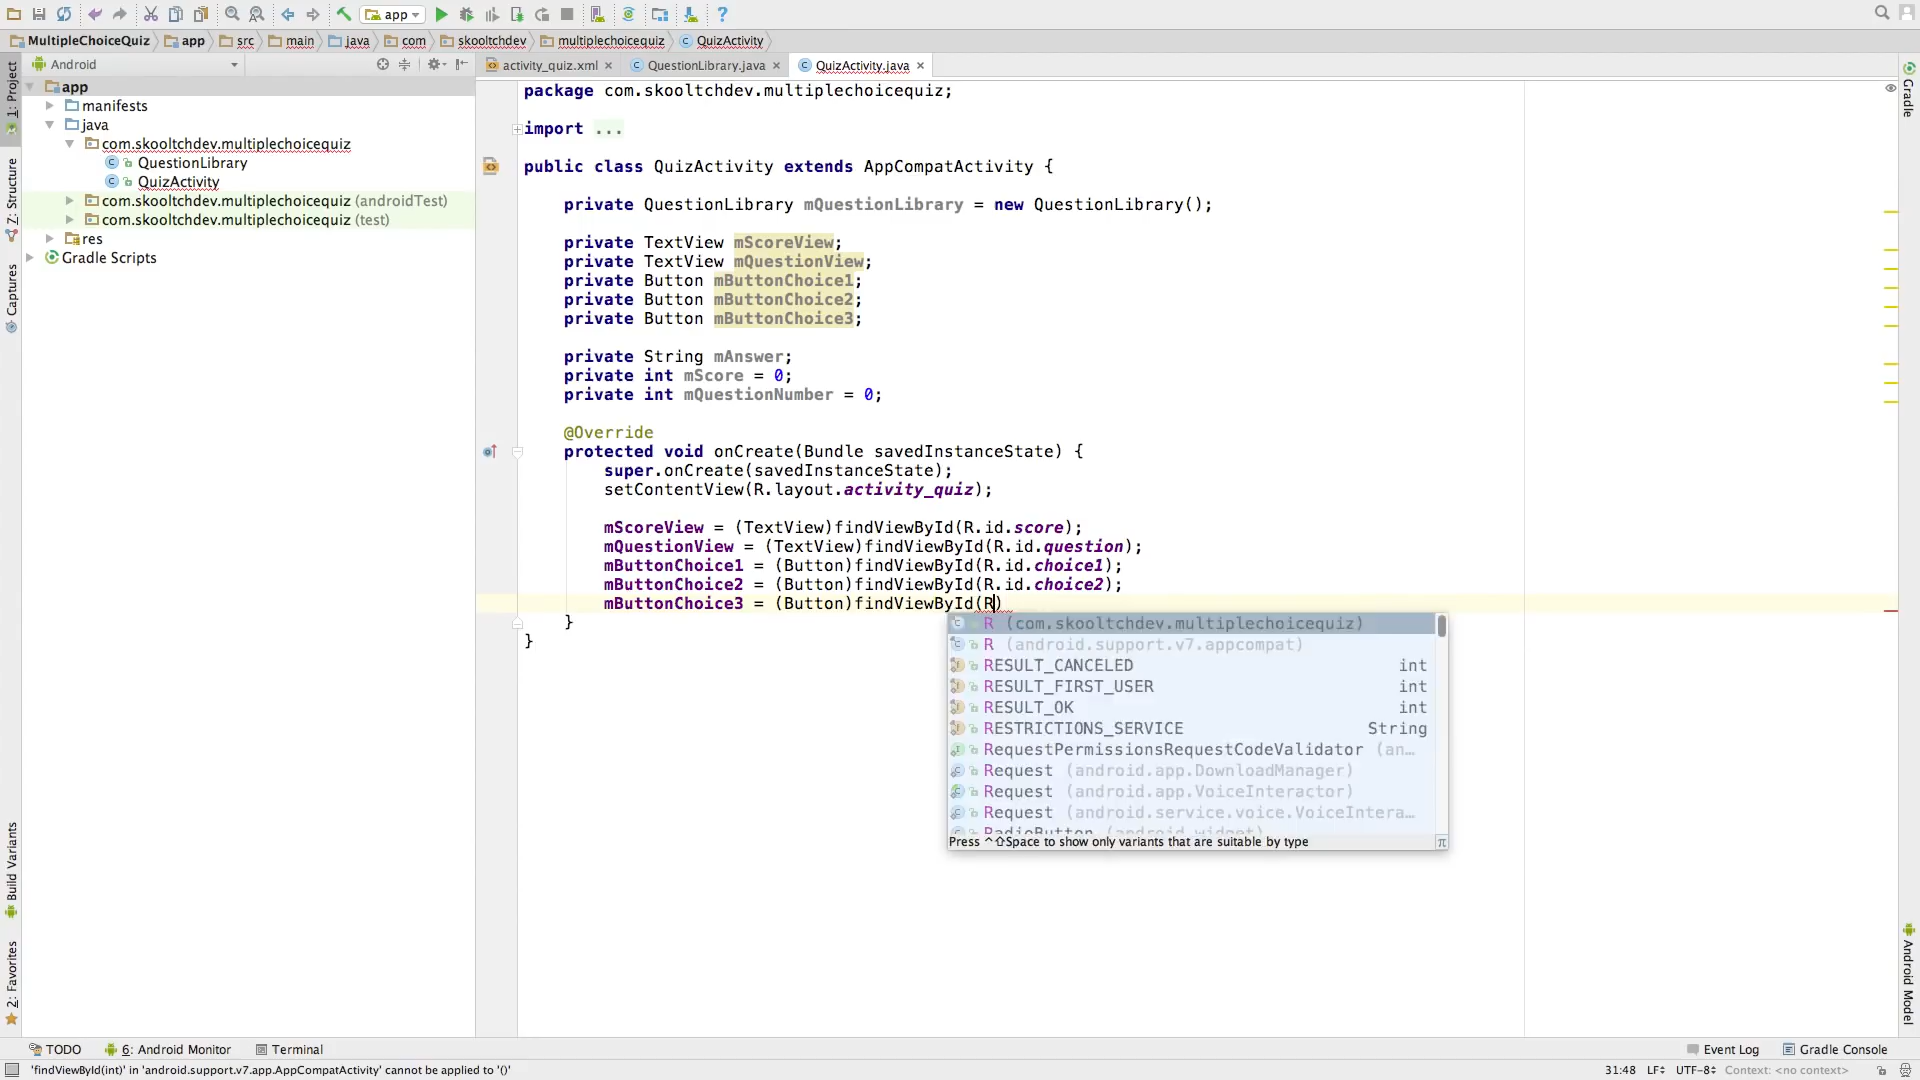 app
MultipleChoiceQuiz app src main java com skooltchdev multiplechoicequiz QuizActivity
Android
activity_quiz.xml QuestionLibrary.java QuizActivity.java
1: Project
Z: Structure
Captures
Build Variants
2: Favorites
app
manifests
java
com.skooltchdev.multiplechoicequiz
QuestionLibrary
QuizActivity
com.skooltchdev.multiplechoicequiz (androidTest)
com.skooltchdev.multiplechoicequiz (test)
res
Gradle Scripts
package com.skooltchdev.multiplechoicequiz;
import ...
public class QuizActivity extends AppCompatActivity {
private QuestionLibrary mQuestionLibrary = new QuestionLibrary();
private TextView mScoreView;
private TextView mQuestionView;
private Button mButtonChoice1;
private Button mButtonChoice2;
private Button mButtonChoice3;
private String mAnswer;
private int mScore = 0;
private int mQuestionNumber = 0;
@Override
protected void onCreate(Bundle savedInstanceState) {
super.onCreate(savedInstanceState);
setContentView(R.layout.activity_quiz);
mScoreView = (TextView)findViewById(R.id.score);
mQuestionView = (TextView)findViewById(R.id.question);
mButtonChoice1 = (Button)findViewById(R.id.choice1);
mButtonChoice2 = (Button)findViewById(R.id.choice2);
mButtonChoice3 = (Button)findViewById(R)
}
}
R (com.skooltchdev.multiplechoicequiz)
R (android.support.v7.appcompat)
RESULT_CANCELED int
RESULT_FIRST_USER int
RESULT_OK int
RESTRICTIONS_SERVICE String
RequestPermissionsRequestCodeValidator (an…
Request (android.app.DownloadManager)
Request (android.app.VoiceInteractor)
Request (android.service.voice.VoiceIntera…
RadioButton (android.widget)
Press ^⇧Space to show only variants that are suitable by type
π
Gradle
Android Model
TODO 6: Android Monitor Terminal Event Log Gradle Console
'findViewById(int)' in 'android.support.v7.app.AppCompatActivity' cannot be applied to '()' 31:48 LF÷ UTF-8÷ Context: <no context>